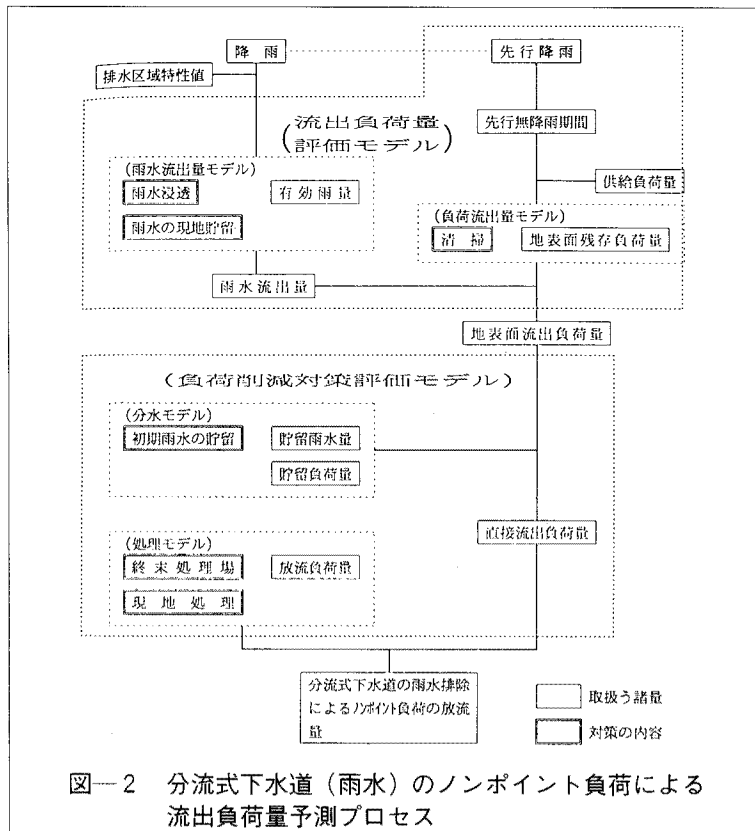 降雨
先行降雨
排水区域特性値
(流出負荷量
評価モデル)
先行無降雨期間
(雨水流出量モデル)
供給負荷量
雨水浸透
有効雨量
(負荷流出量モデル)
雨水の現地貯留
清掃
地表面残存負荷量
雨水流出量
地表面流出負荷量
(負荷削減対策評価モデル)
(分水モデル)
初期雨水の貯留
貯留雨水量
貯留負荷量
直接流出負荷量
(処理モデル)
終末処理場
放流負荷量
現地処理
分流式下水道の雨水排除
によるノンポイント負荷の放流
量
取扱う諸量
対策の内容
図―2 分流式下水道(雨水)のノンポイント負荷による
流出負荷量予測プロセス